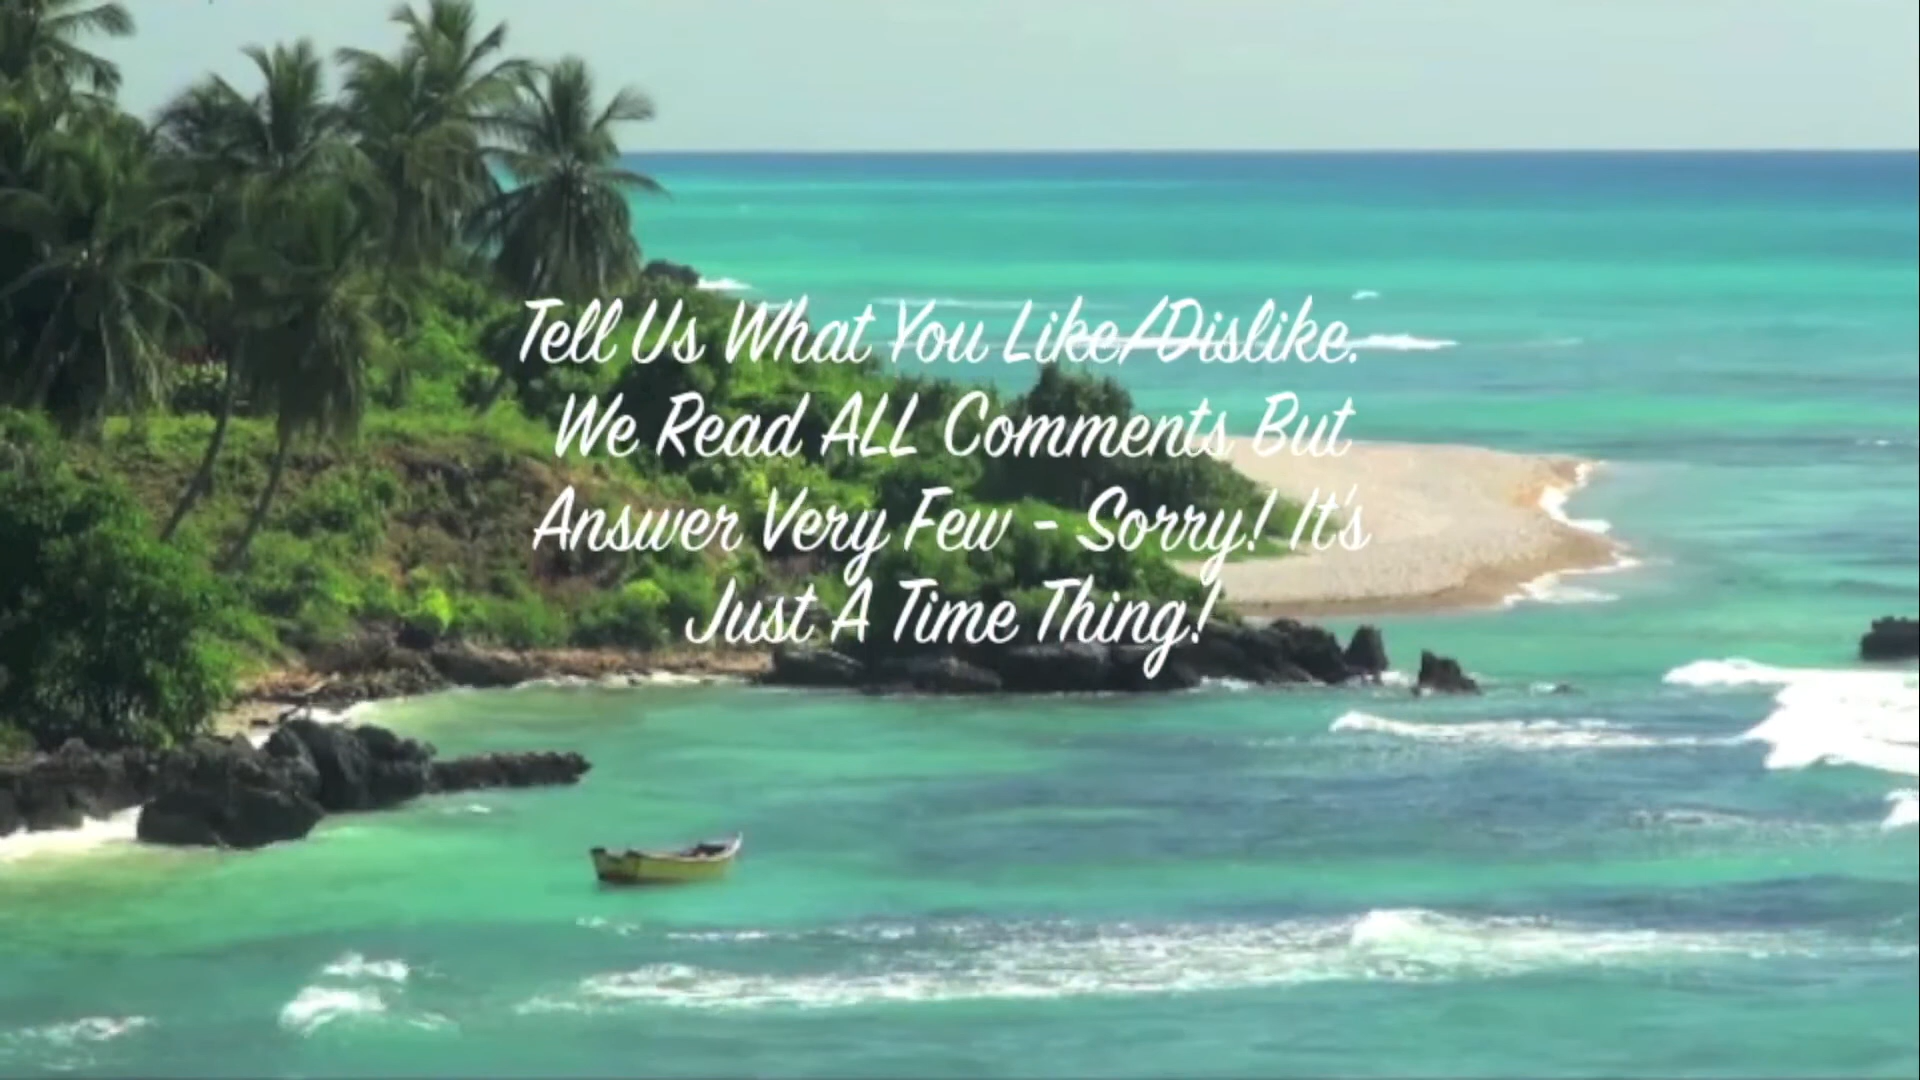 Tell Us What You Like/Dislike.
We Read ALL Comments But
Answer Very Few - Sorry! It's
Just A Time Thing!